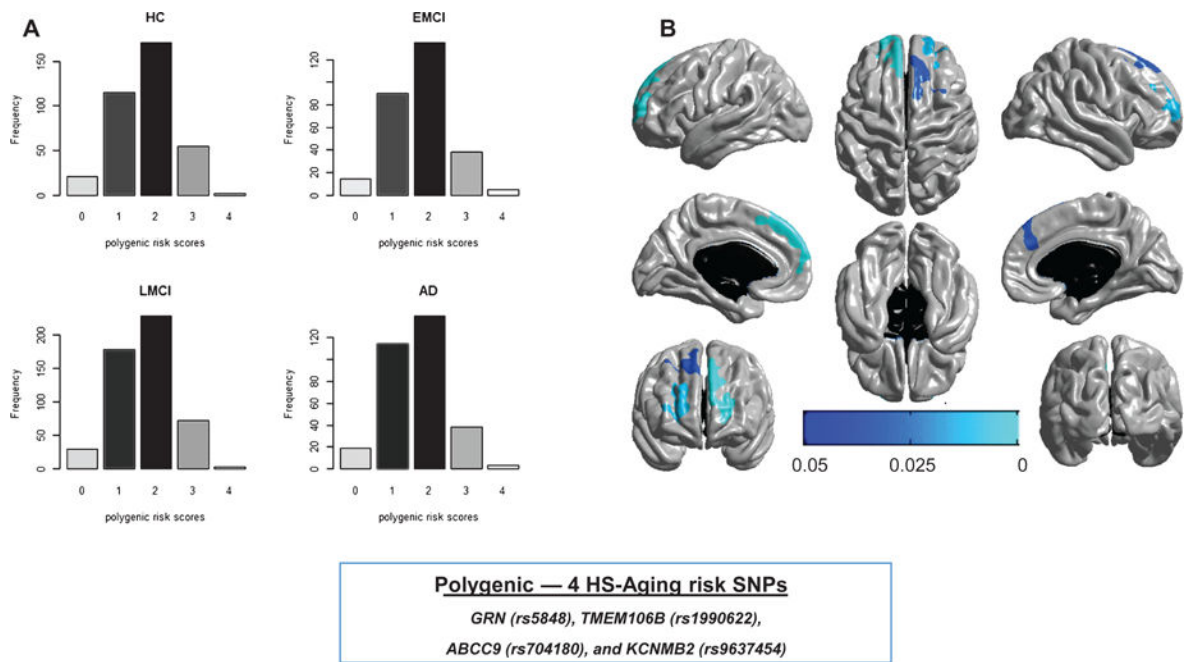 A
HC
Frequency
150
100
50
0
0 1 2 3 4
polygenic risk scores
EMCI
Frequency
120
80
60
40
20
0
0 1 2 3 4
polygenic risk scores
LMCI
Frequency
200
150
100
50
0
0 1 2 3 4
polygenic risk scores
AD
Frequency
120
80
60
40
20
0
0 1 2 3 4
polygenic risk scores
B
0.05 0.025 0
Polygenic — 4 HS-Aging risk SNPs
GRN (rs5848), TMEM106B (rs1990622),
ABCC9 (rs704180), and KCNMB2 (rs9637454)